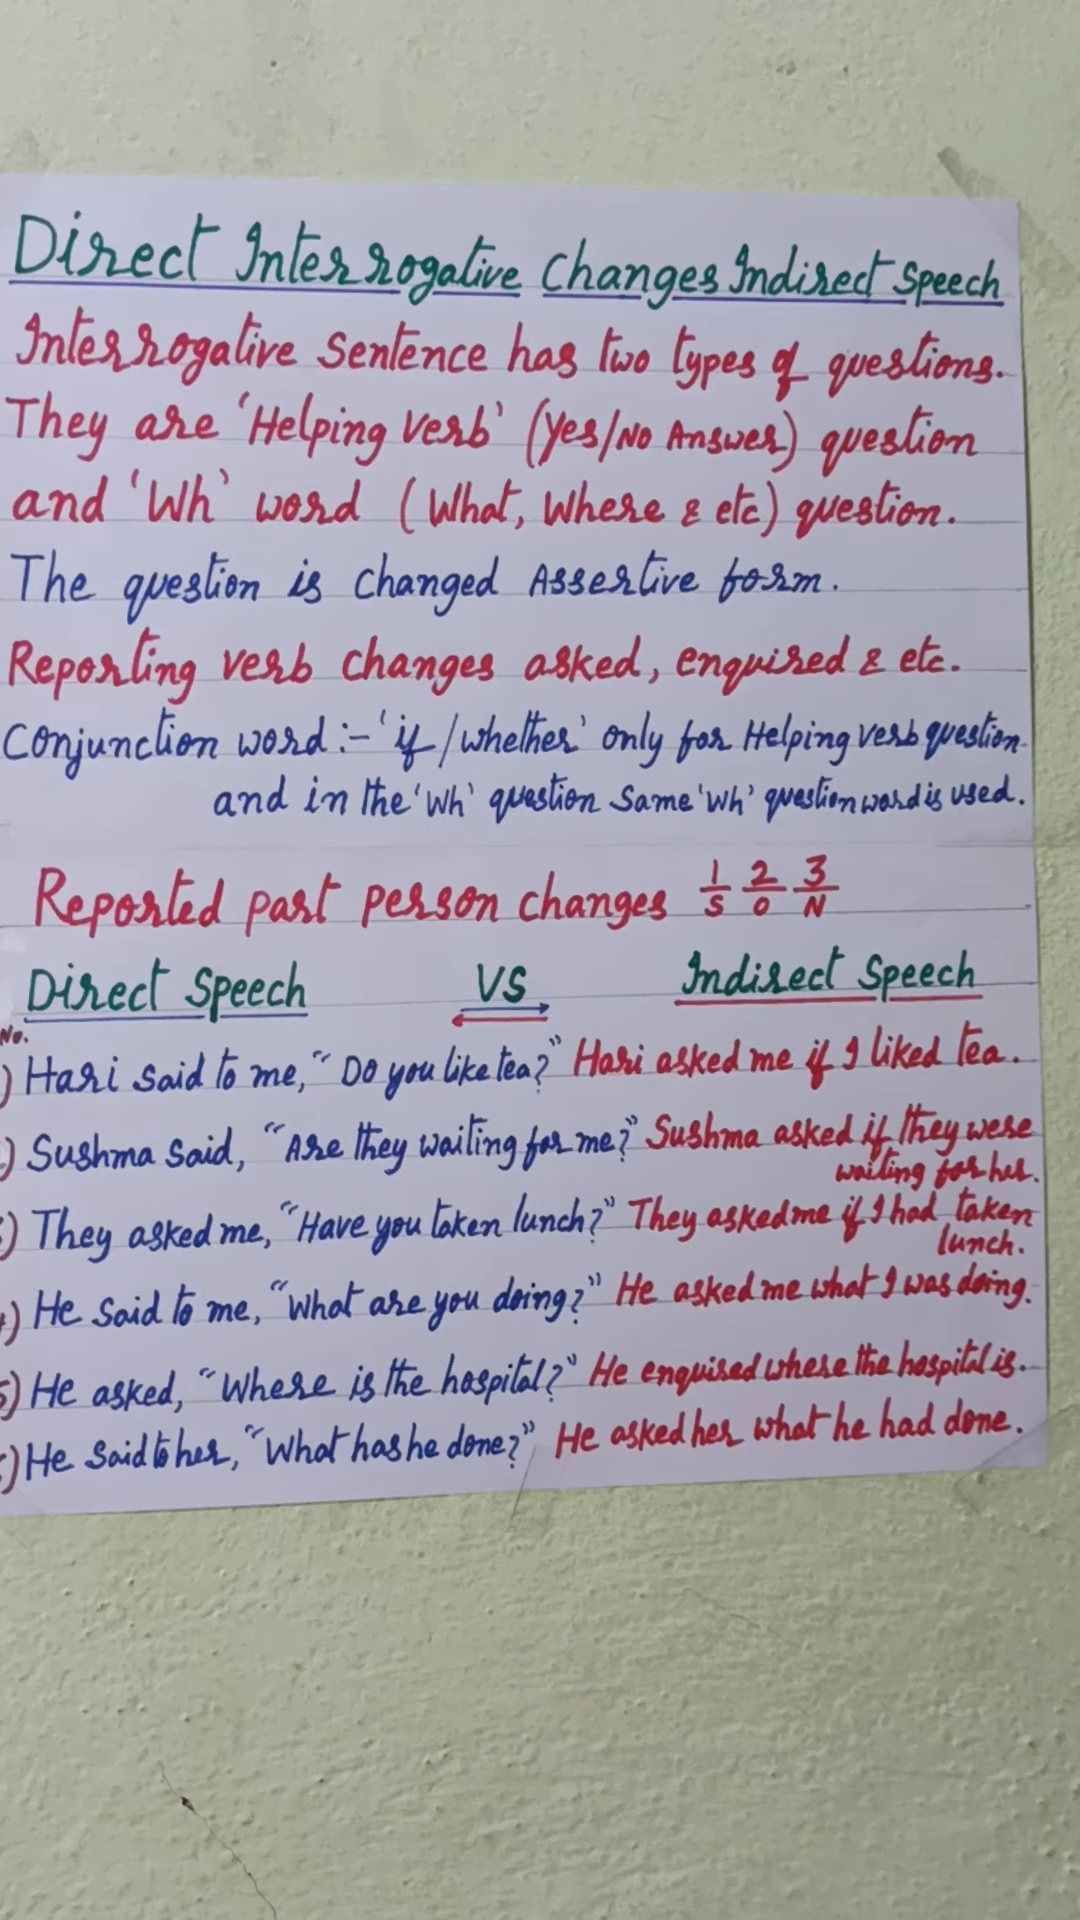 Direct Interrogative Changes Indirect Speech
Interrogative Sentence has two types of questions.
They are 'Helping Verb' (Yes/No Answer) question
and 'Wh' word (What, Where & etc) question.
The question is changed Assertive form.
Reporting verb changes asked, enquired & etc.
Conjunction word :- 'if/whether' only for Helping verb question
and in the 'Wh' question Same 'Wh' question word is used.
Reported part person changes 1/S 2/O 3/N
Direct Speech VS Indirect Speech
No.
) Hari said to me, "Do you like tea?" Hari asked me if I liked tea.
) Sushma said, "Are they waiting for me?" Sushma asked if they were
waiting for her.
) They asked me, "Have you taken lunch?" They asked me if I had taken
lunch.
) He said to me, "What are you doing?" He asked me what I was doing.
5) He asked, "Where is the hospital?" He enquired where the hospital is.
) He said to her, "What has he done?" He asked her what he had done.